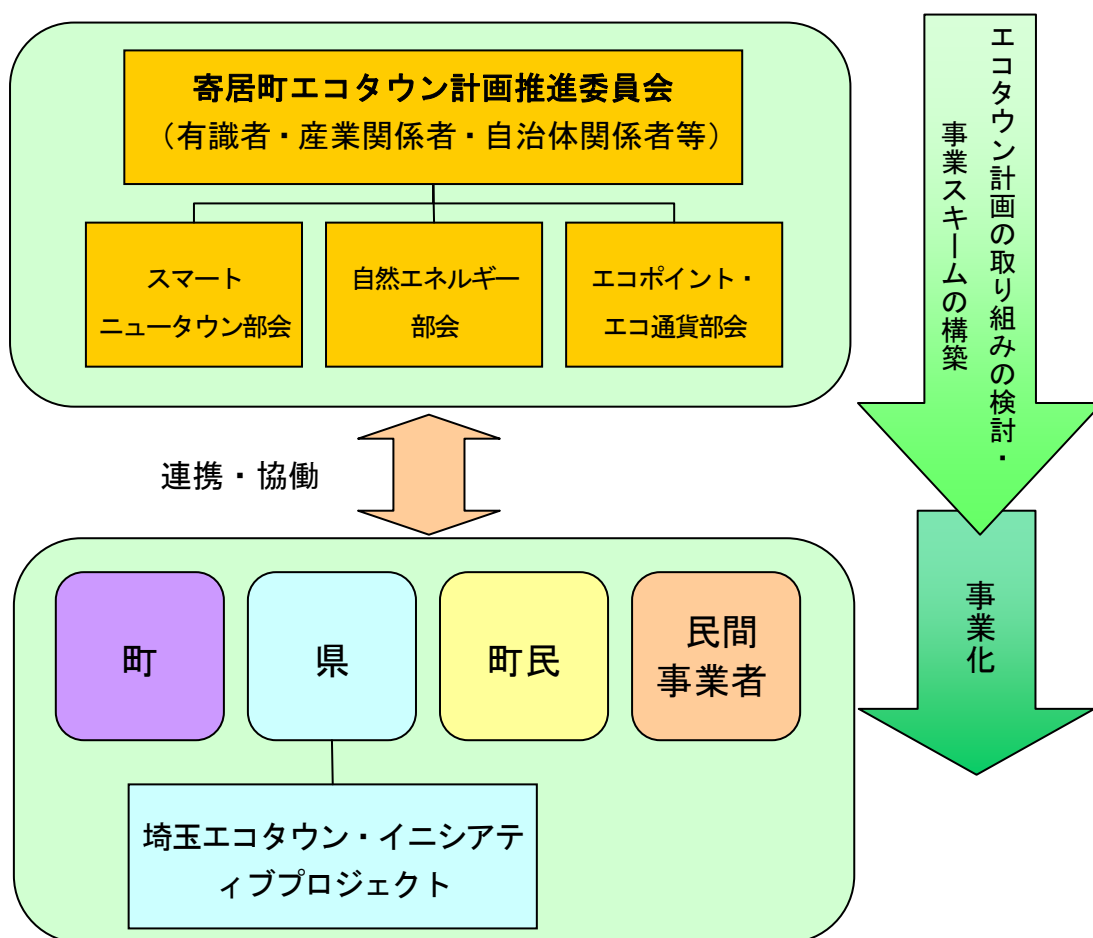 寄居町エコタウン計画推進委員会
（有識者・産業関係者・自治体関係者等）
スマート
ニュータウン部会
自然エネルギー
部会
エコポイント・
エコ通貨部会
エコタウン計画の取り組みの検討・
事業スキームの構築
連携・協働
町
県
町民
民間
事業者
事業化
埼玉エコタウン・イニシアテ
ィブプロジェクト